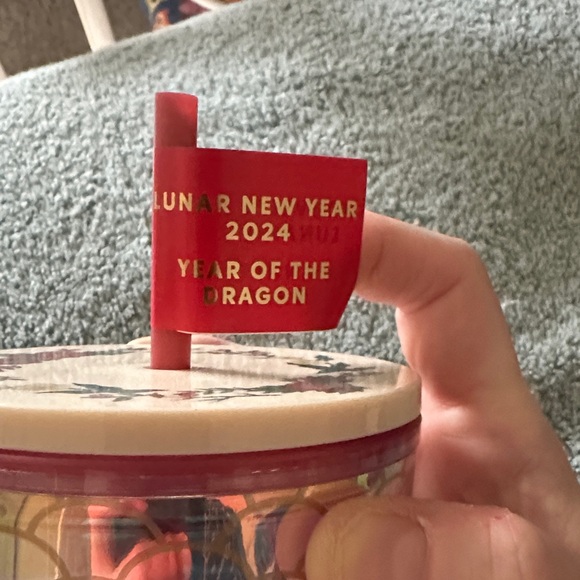 LUNAR NEW YEAR
2024
YEAR OF THE
DRAGON